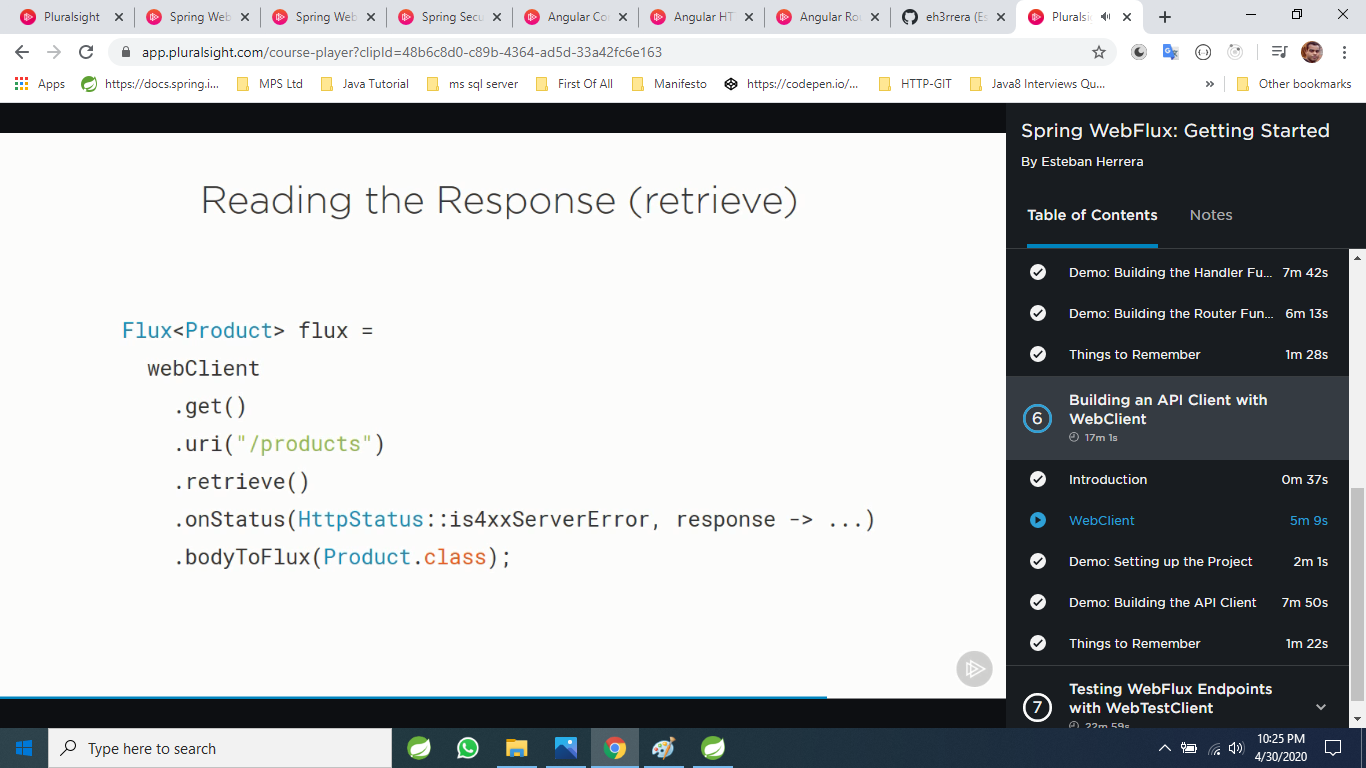 Pluralsight
Spring Web
Spring Web
Spring Secu
Angular Co
Angular HT
Angular Rou
eh3rrera (Es
Pluralsi
app.pluralsight.com/course-player?clipId=48b6c8d0-c89b-4364-ad5d-33a42fc6e163
Apps
https://docs.spring.i...
MPS Ltd
Java Tutorial
ms sql server
First Of All
Manifesto
https://codepen.io/...
HTTP-GIT
Java8 Interviews Qu...
»
Other bookmarks
Reading the Response (retrieve)
Flux<Product> flux =
webClient
.get()
.uri("/products")
.retrieve()
.onStatus(HttpStatus::is4xxServerError, response -> ...)
.bodyToFlux(Product.class);
Spring WebFlux: Getting Started
By Esteban Herrera
Table of Contents
Notes
Demo: Building the Handler Fu... 7m 42s
Demo: Building the Router Fun... 6m 13s
Things to Remember 1m 28s
6
Building an API Client with
WebClient
17m 1s
Introduction 0m 37s
WebClient 5m 9s
Demo: Setting up the Project 2m 1s
Demo: Building the API Client 7m 50s
Things to Remember 1m 22s
7
Testing WebFlux Endpoints
with WebTestClient
22m 59s
Type here to search
10:25 PM
4/30/2020